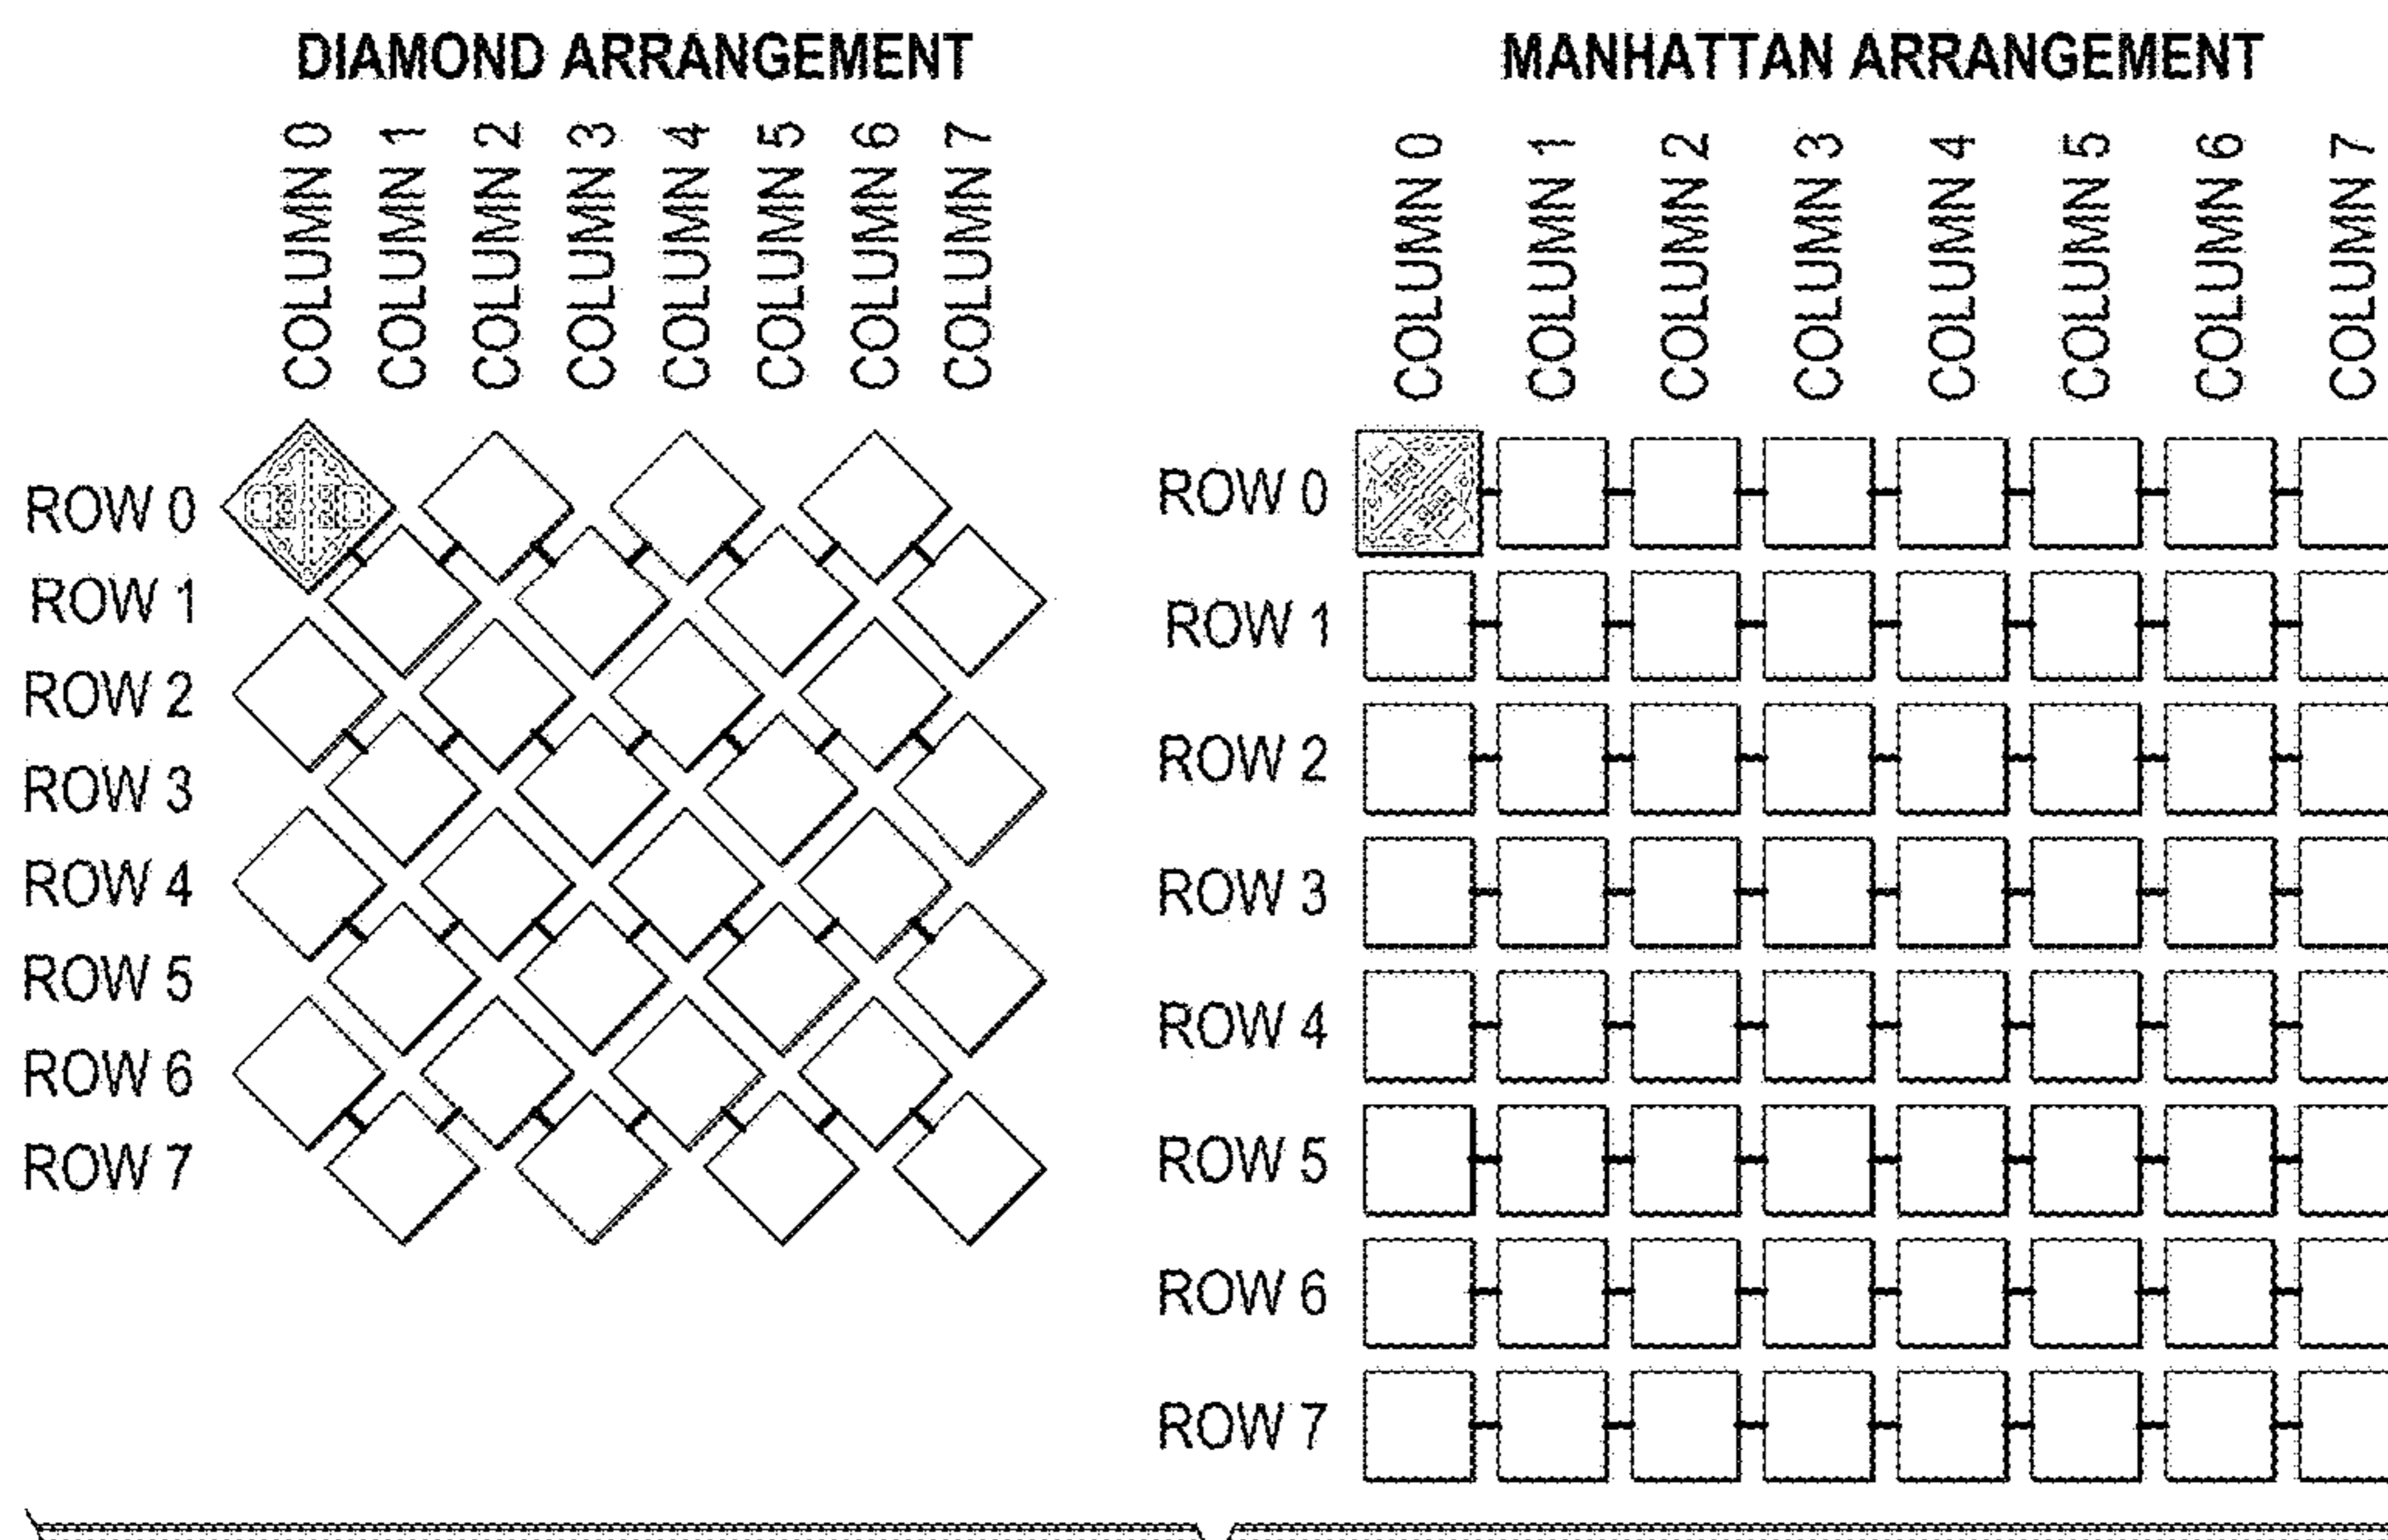 DIAMOND ARRANGEMENT
COLUMN 0
COLUMN 1
COLUMN 2
COLUMN 3
COLUMN 4
COLUMN 5
COLUMN 6
COLUMN 7
ROW 0
ROW 1
ROW 2
ROW 3
ROW 4
ROW 5
ROW 6
ROW 7
MANHATTAN ARRANGEMENT
COLUMN 0
COLUMN 1
COLUMN 2
COLUMN 3
COLUMN 4
COLUMN 5
COLUMN 6
COLUMN 7
ROW 0
ROW 1
ROW 2
ROW 3
ROW 4
ROW 5
ROW 6
ROW 7